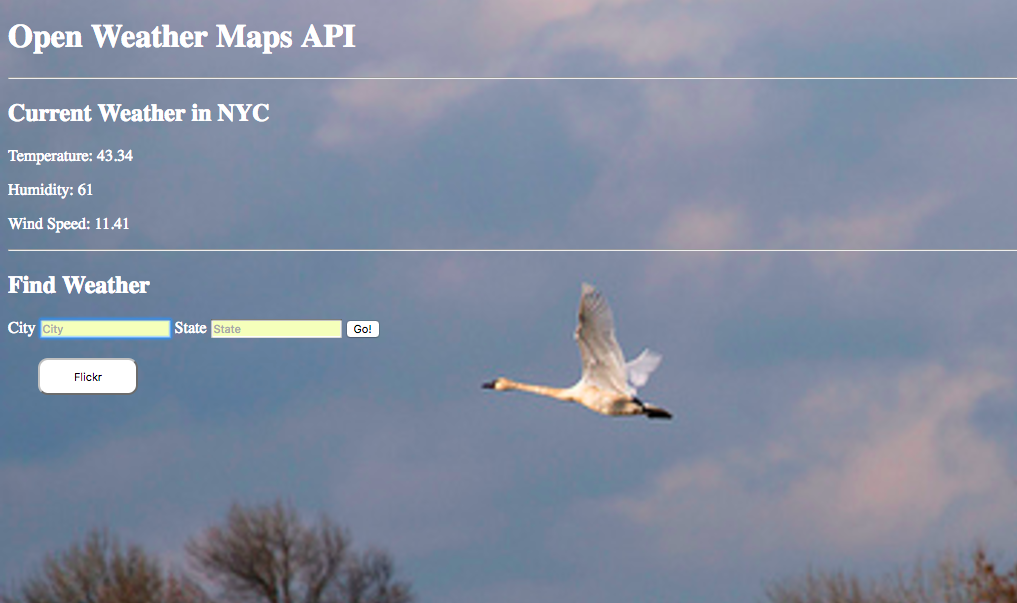 Open Weather Maps API
Current Weather in NYC
Temperature: 43.34
Humidity: 61
Wind Speed: 11.41
Find Weather
City City State State Go!
Flickr